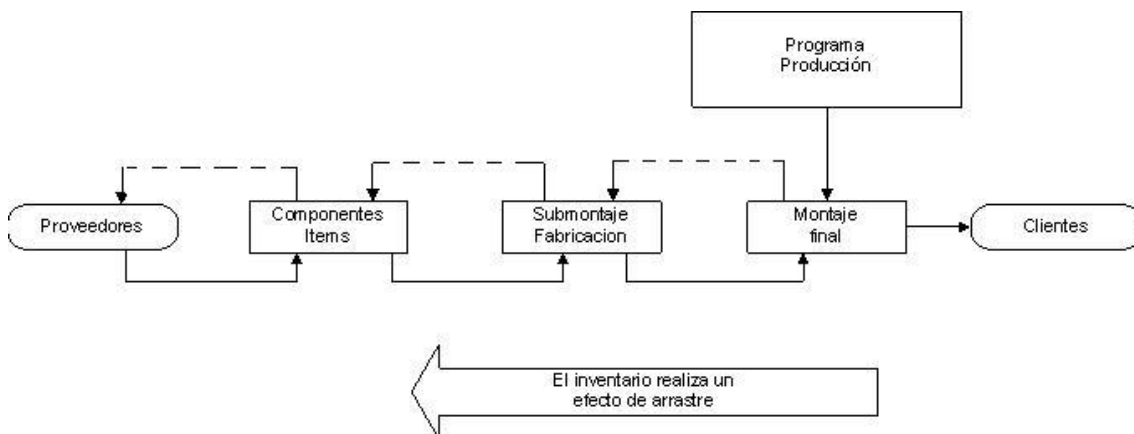 Programa
Producción
Proveedores
Componentes
Items
Submontaje
Fabricacion
Montaje
final
Clientes
El inventario realiza un
efecto de arrastre